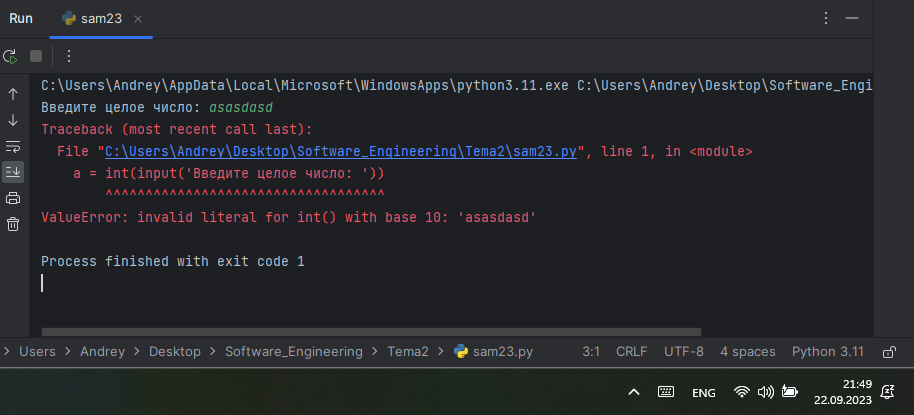 Run sam23
C:\Users\Andrey\AppData\Local\Microsoft\WindowsApps\python3.11.exe C:\Users\Andrey\Desktop\Software_Engi
Введите целое число: asasdasd
Traceback (most recent call last):
File "C:\Users\Andrey\Desktop\Software_Engineering\Tema2\sam23.py", line 1, in <module>
a = int(input('Введите целое число: '))
^^^^^^^^^^^^^^^^^^^^^^^^^^^^^^^^^^^
ValueError: invalid literal for int() with base 10: 'asasdasd'
Process finished with exit code 1
> Users > Andrey > Desktop > Software_Engineering > Tema2 > sam23.py 3:1 CRLF UTF-8 4 spaces Python 3.11
ENG 21:49
22.09.2023